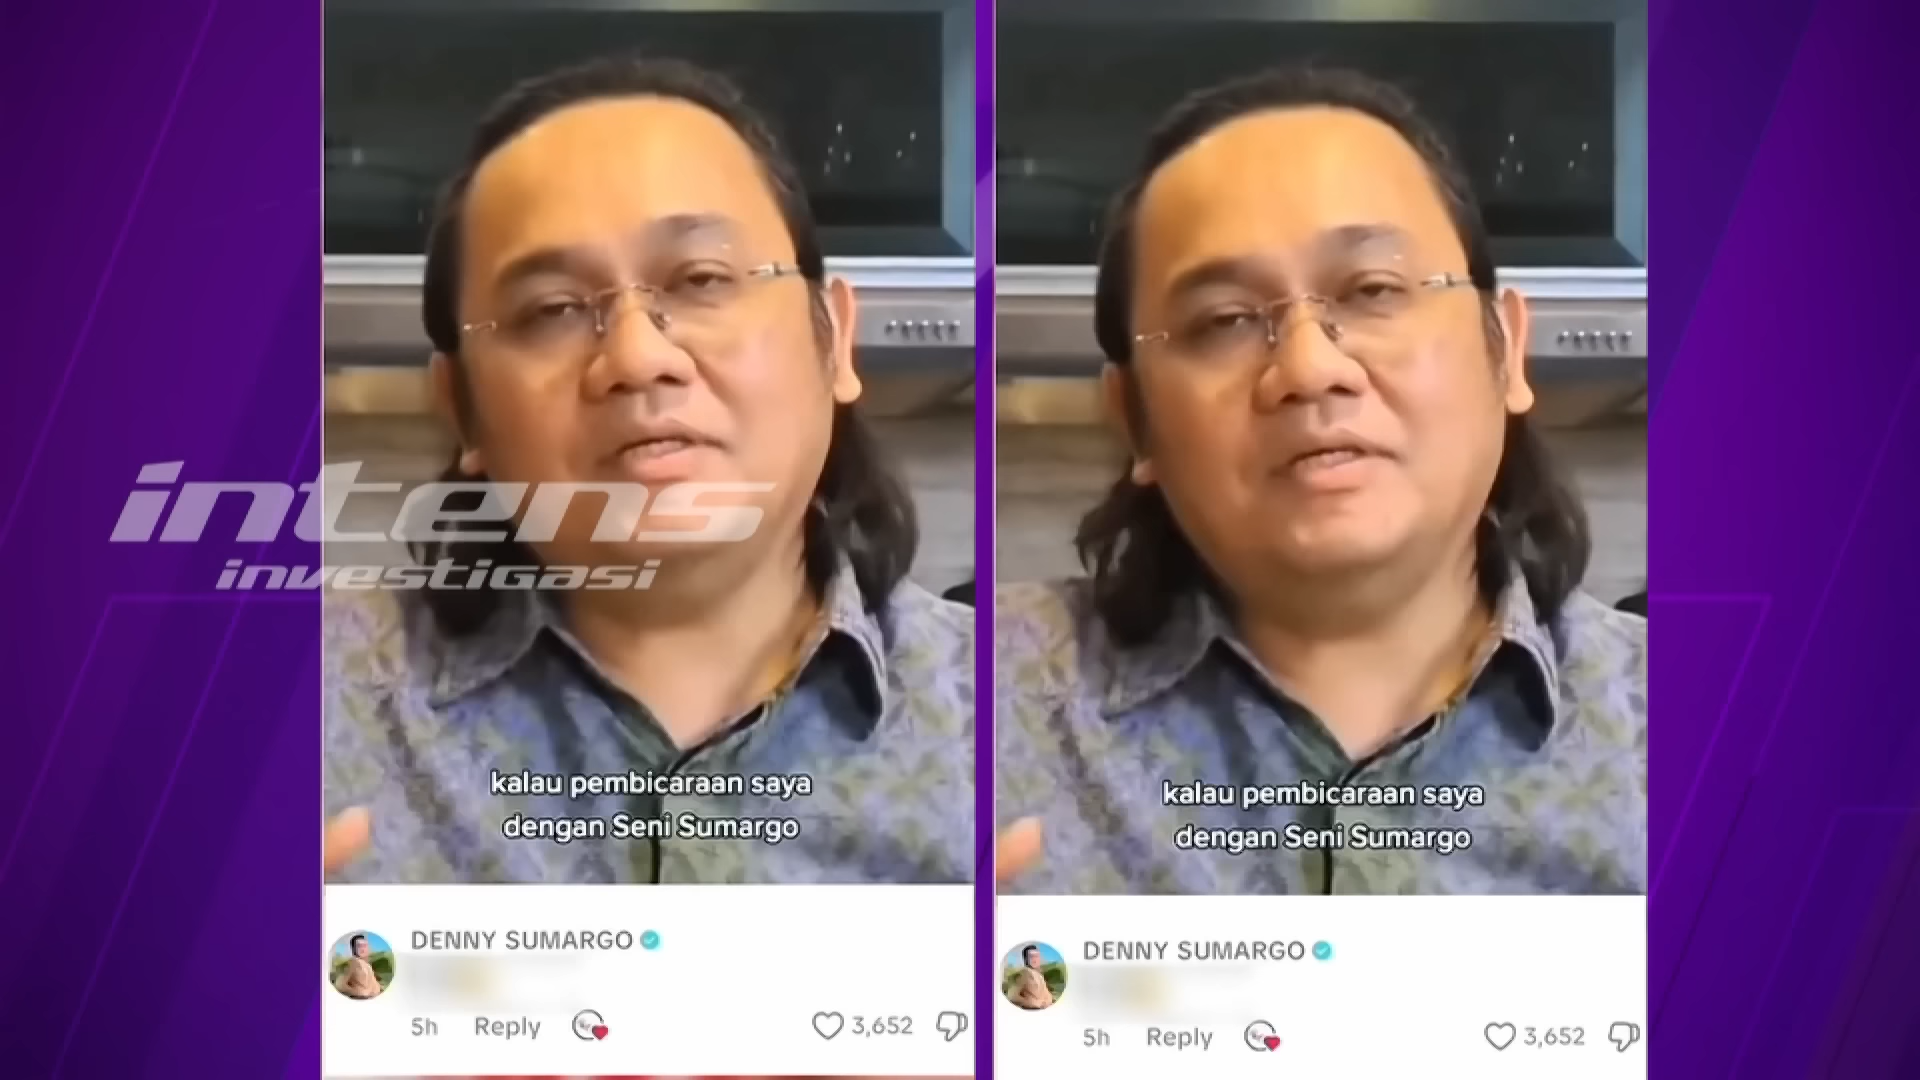 intens
investigasi
kalau pembicaraan saya
dengan Seni Sumargo
DENNY SUMARGO
5h Reply 3,652
kalau pembicaraan saya
dengan Seni Sumargo
DENNY SUMARGO
5h Reply 3,652